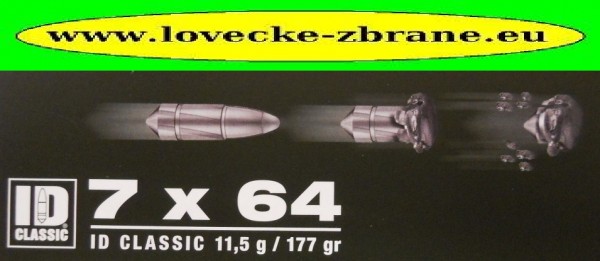 www.lovecke-zbrane.eu
ID
CLASSIC
7 x 64
ID CLASSIC 11,5 g / 177 gr